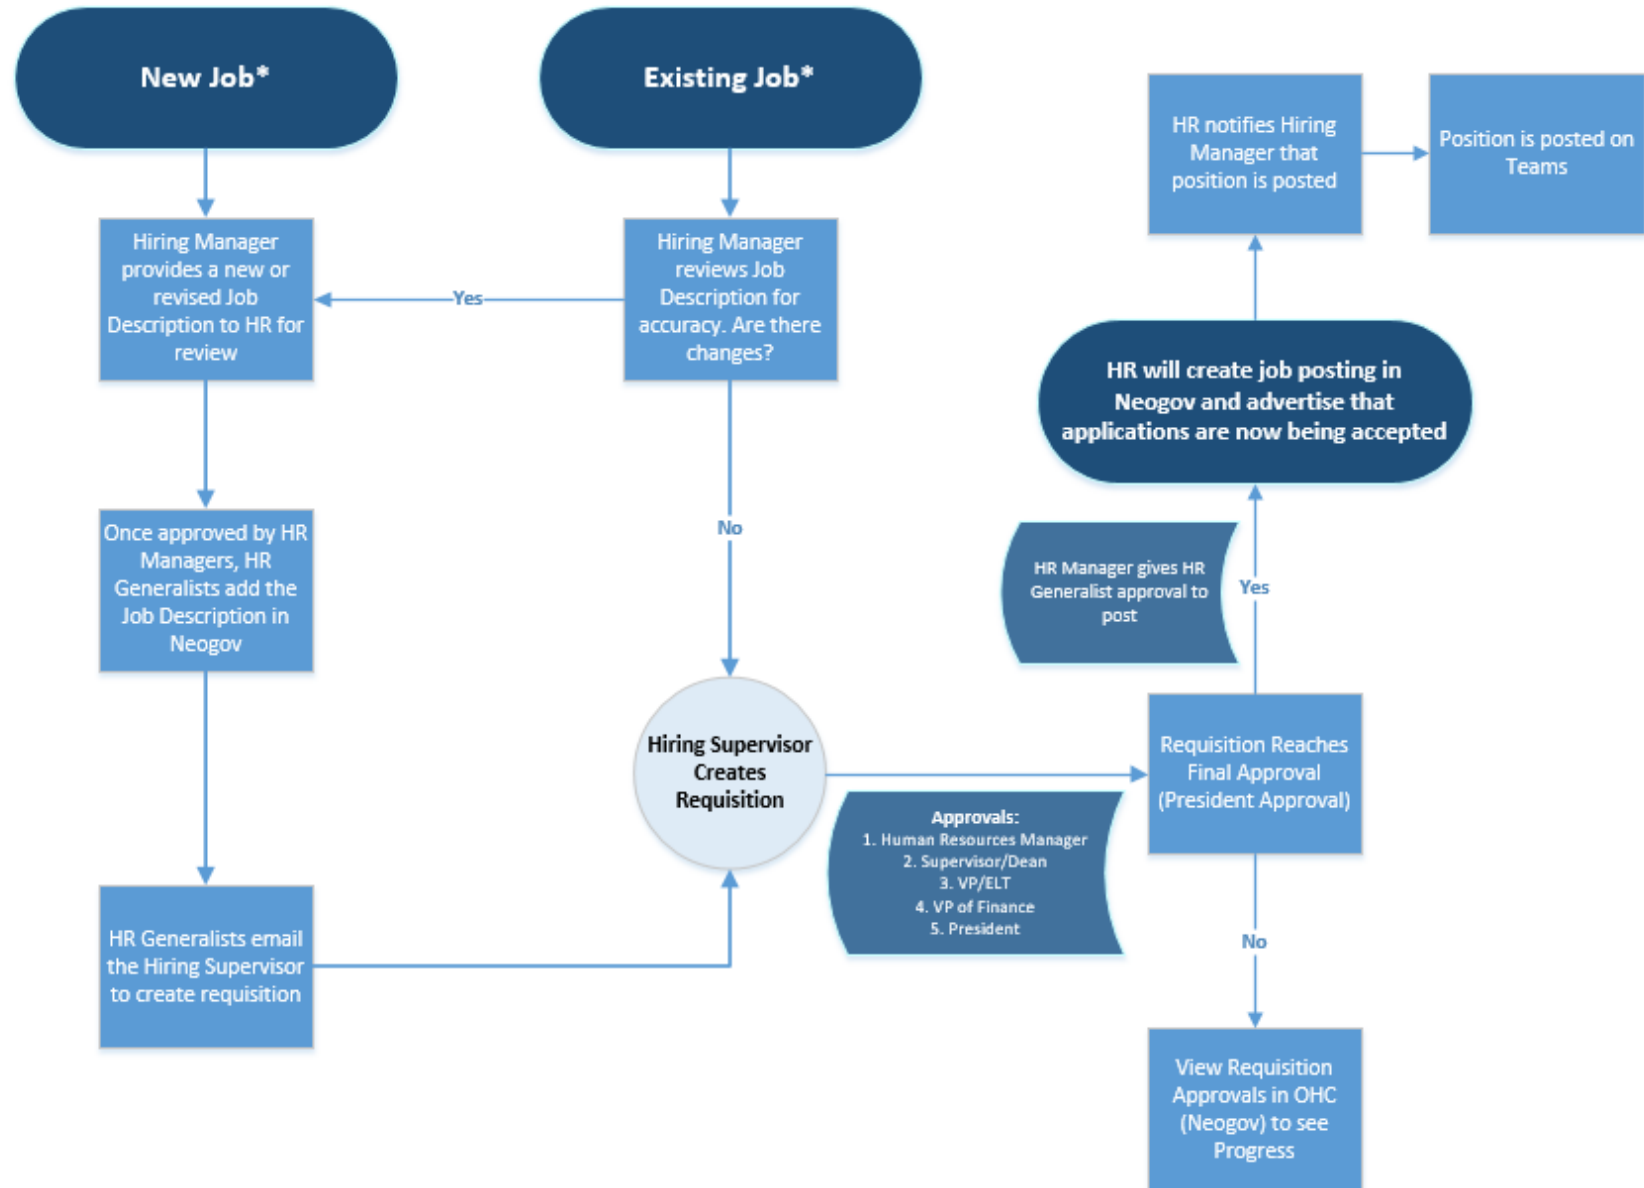 New Job*
Existing Job*
Hiring Manager
provides a new or
revised Job
Description to HR for
review
Yes
Hiring Manager
reviews Job
Description for
accuracy. Are there
changes?
Once approved by HR
Managers, HR
Generalists add the
Job Description in
Neogov
No
HR Generalists email
the Hiring Supervisor
to create requisition
Hiring Supervisor
Creates
Requisition
Approvals:
1. Human Resources Manager
2. Supervisor/Dean
3. VP/ELT
4. VP of Finance
5. President
Requisition Reaches
Final Approval
(President Approval)
No
View Requisition
Approvals in OHC
(Neogov) to see
Progress
Yes
HR Manager gives HR
Generalist approval to
post
HR will create job posting in
Neogov and advertise that
applications are now being accepted
HR notifies Hiring
Manager that
position is posted
Position is posted on
Teams